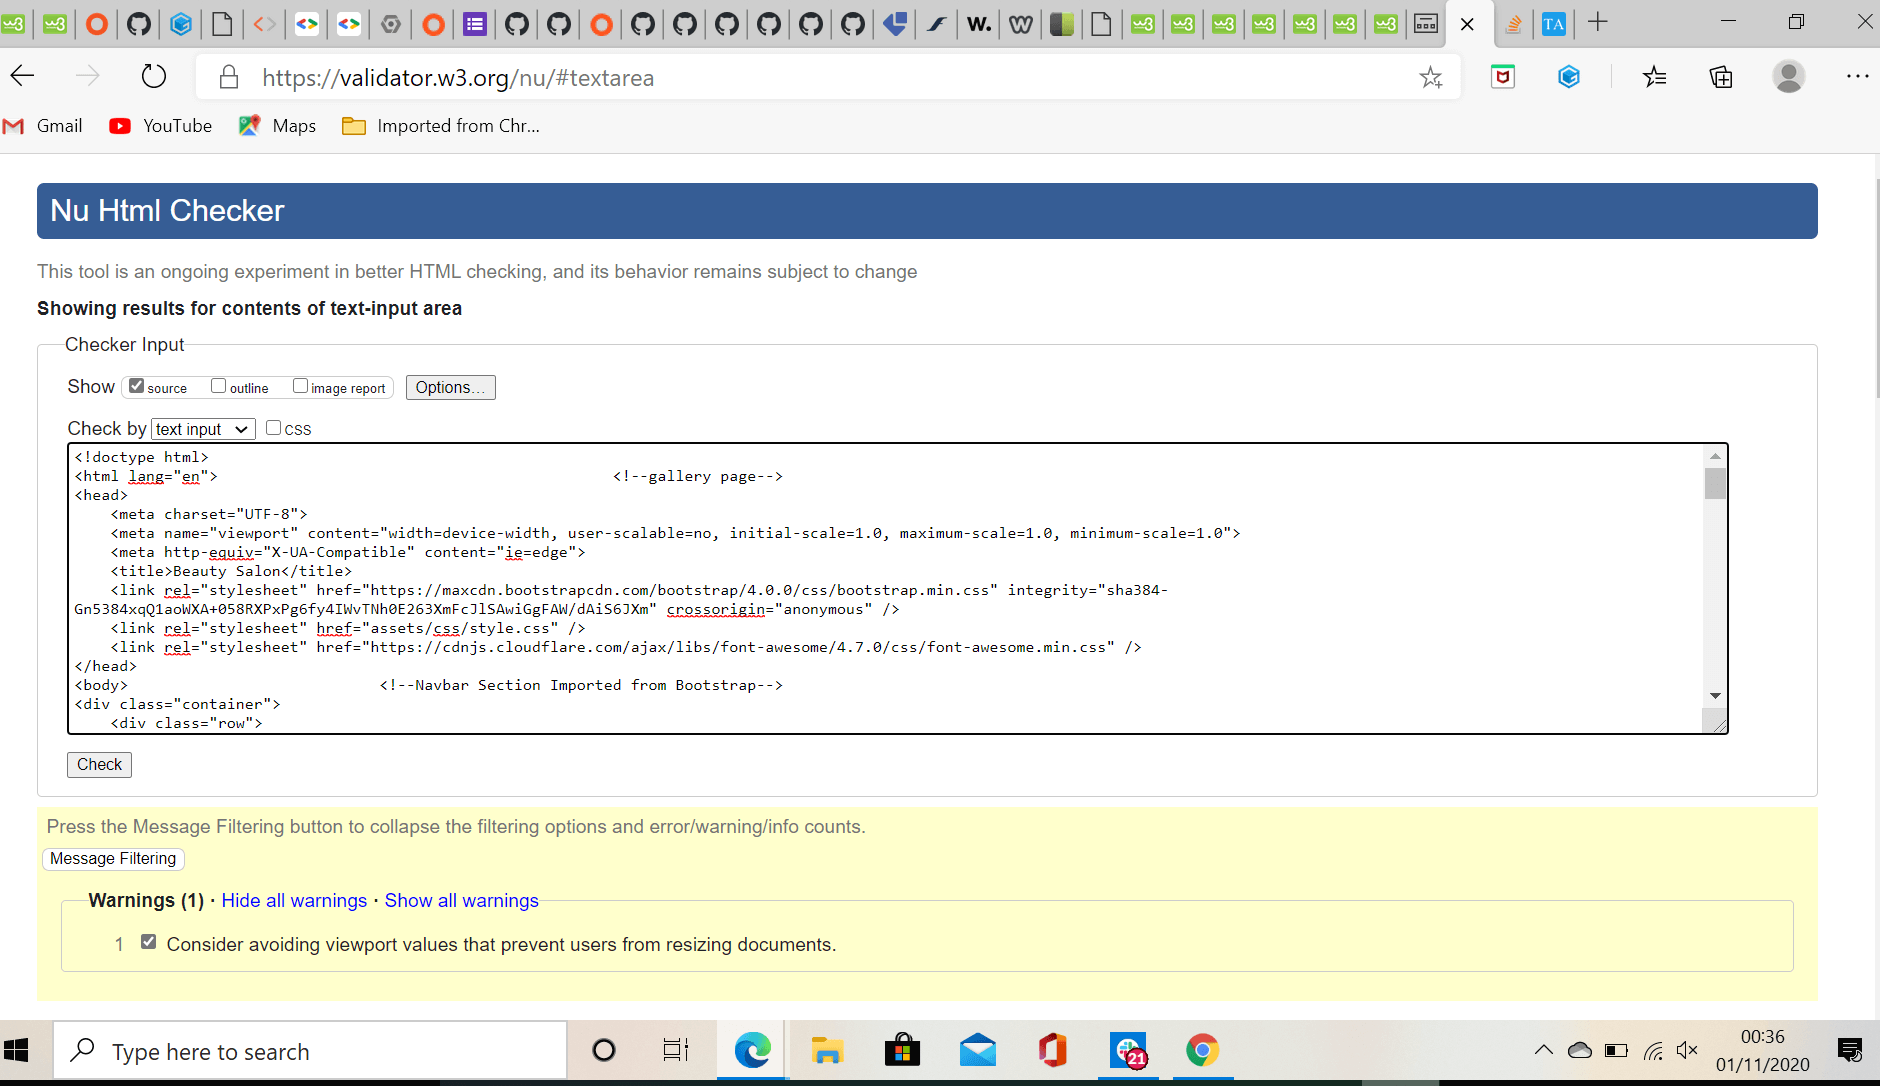 https://validator.w3.org/nu/#textarea
Gmail YouTube Maps Imported from Chr...
Nu Html Checker
This tool is an ongoing experiment in better HTML checking, and its behavior remains subject to change
Showing results for contents of text-input area
Checker Input
Show source outline image report Options...
Check by text input css
<!doctype html>
<html lang="en"> <!--gallery page-->
<head>
<meta charset="UTF-8">
<meta name="viewport" content="width=device-width, user-scalable=no, initial-scale=1.0, maximum-scale=1.0, minimum-scale=1.0">
<meta http-equiv="X-UA-Compatible" content="ie=edge">
<title>Beauty Salon</title>
<link rel="stylesheet" href="https://maxcdn.bootstrapcdn.com/bootstrap/4.0.0/css/bootstrap.min.css" integrity="sha384-
Gn5384xqQ1aoWXA+058RXPxPg6fy4IWvTNh0E263XmFcJlSAwiGgFAW/dAiS6JXm" crossorigin="anonymous" />
<link rel="stylesheet" href="assets/css/style.css" />
<link rel="stylesheet" href="https://cdnjs.cloudflare.com/ajax/libs/font-awesome/4.7.0/css/font-awesome.min.css" />
</head>
<body> <!--Navbar Section Imported from Bootstrap-->
<div class="container">
<div class="row">
Check
Press the Message Filtering button to collapse the filtering options and error/warning/info counts.
Message Filtering
Warnings (1) · Hide all warnings · Show all warnings
1 Consider avoiding viewport values that prevent users from resizing documents.
Type here to search
21
00:36
01/11/2020